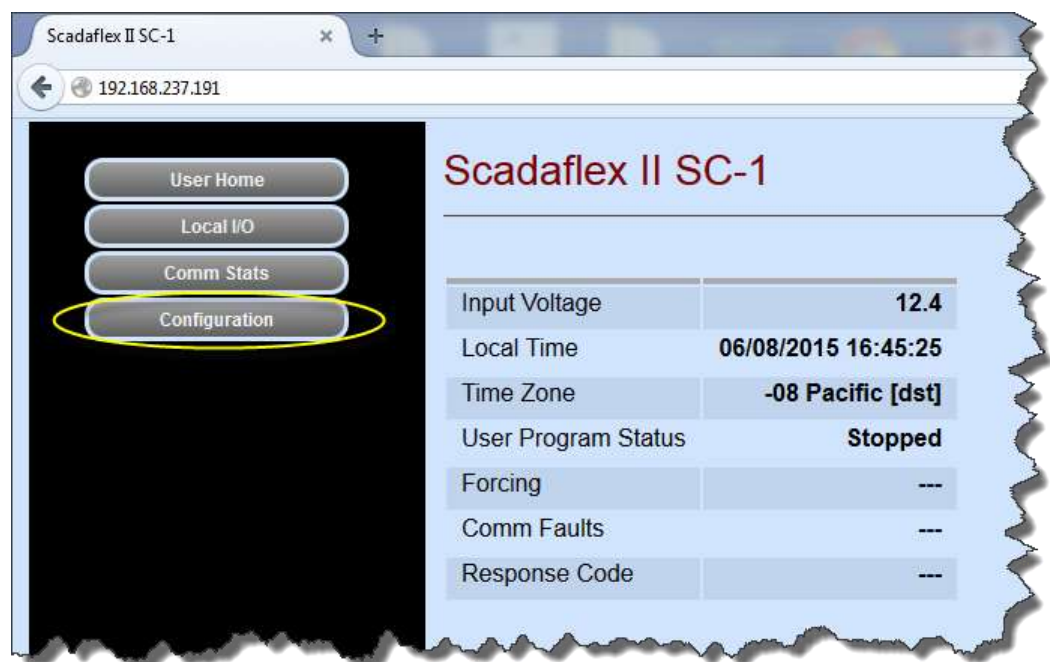 Scadaflex II SC-1
192.168.237.191
User Home
Local I/O
Comm Stats
Configuration
Scadaflex II SC-1
Input Voltage 12.4
Local Time 06/08/2015 16:45:25
Time Zone -08 Pacific [dst]
User Program Status Stopped
Forcing ---
Comm Faults ---
Response Code ---